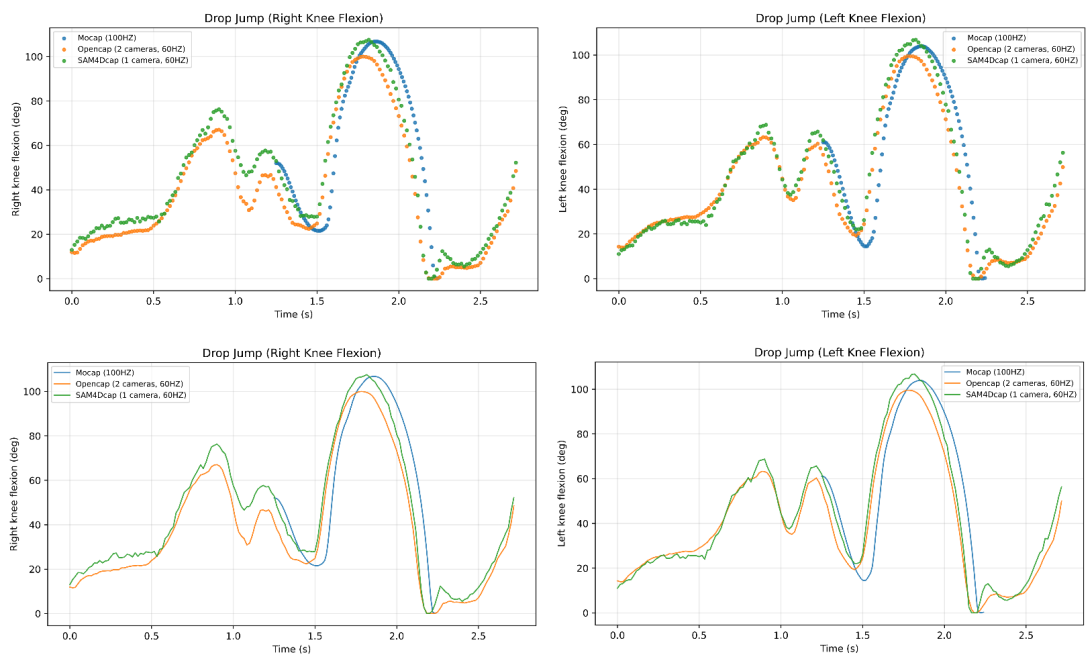 Drop Jump (Right Knee Flexion)
Mocap (100HZ)
Opencap (2 cameras, 60HZ)
SAM4Dcap (1 camera, 60HZ)
Right knee flexion (deg)
100
80
60
40
20
0
0.0 0.5 1.0 1.5 2.0 2.5
Time (s)
Drop Jump (Left Knee Flexion)
Mocap (100HZ)
Opencap (2 cameras, 60HZ)
SAM4Dcap (1 camera, 60HZ)
Left knee flexion (deg)
100
80
60
40
20
0
0.0 0.5 1.0 1.5 2.0 2.5
Time (s)
Drop Jump (Right Knee Flexion)
Mocap (100HZ)
Opencap (2 cameras, 60HZ)
SAM4Dcap (1 camera, 60HZ)
Right knee flexion (deg)
100
80
60
40
20
0
0.0 0.5 1.0 1.5 2.0 2.5
Time (s)
Drop Jump (Left Knee Flexion)
Mocap (100HZ)
Opencap (2 cameras, 60HZ)
SAM4Dcap (1 camera, 60HZ)
Left knee flexion (deg)
100
80
60
40
20
0
0.0 0.5 1.0 1.5 2.0 2.5
Time (s)